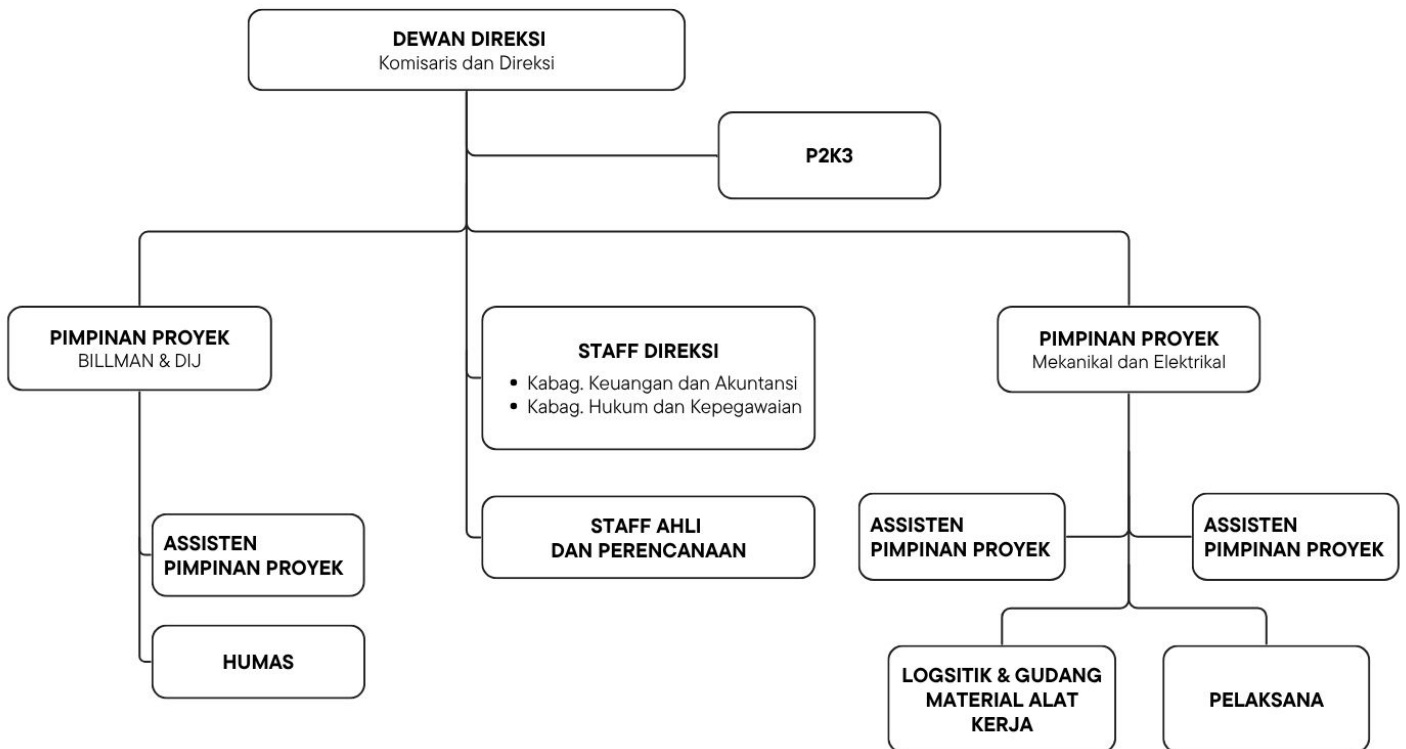 DEWAN DIREKSI
Komisaris dan Direksi
P2K3
PIMPINAN PROYEK
BILLMAN & DIJ
STAFF DIREKSI
• Kabag. Keuangan dan Akuntansi
• Kabag. Hukum dan Kepegawaian
PIMPINAN PROYEK
Mekanikal dan Elektrikal
ASSISTEN
PIMPINAN PROYEK
HUMAS
STAFF AHLI
DAN PERENCANAAN
ASSISTEN
PIMPINAN PROYEK
ASSISTEN
PIMPINAN PROYEK
LOGSITIK & GUDANG
MATERIAL ALAT
KERJA
PELAKSANA